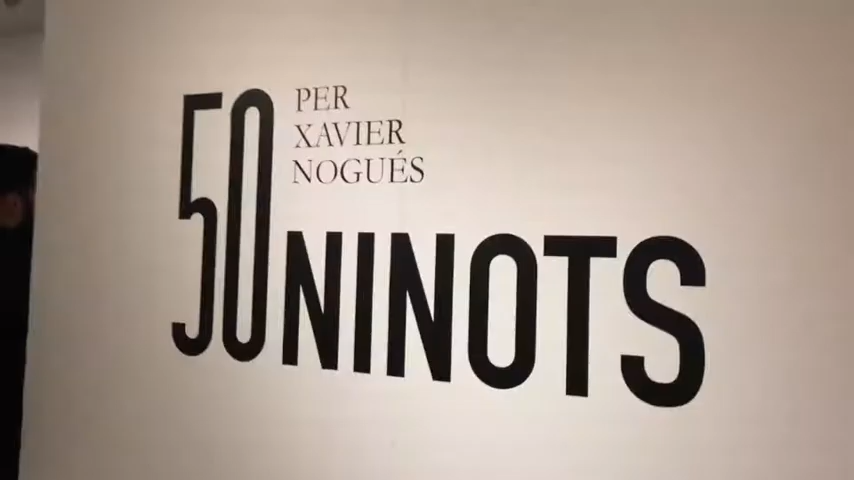 50
PER
XAVIER
NOGUÉS
NINOTS